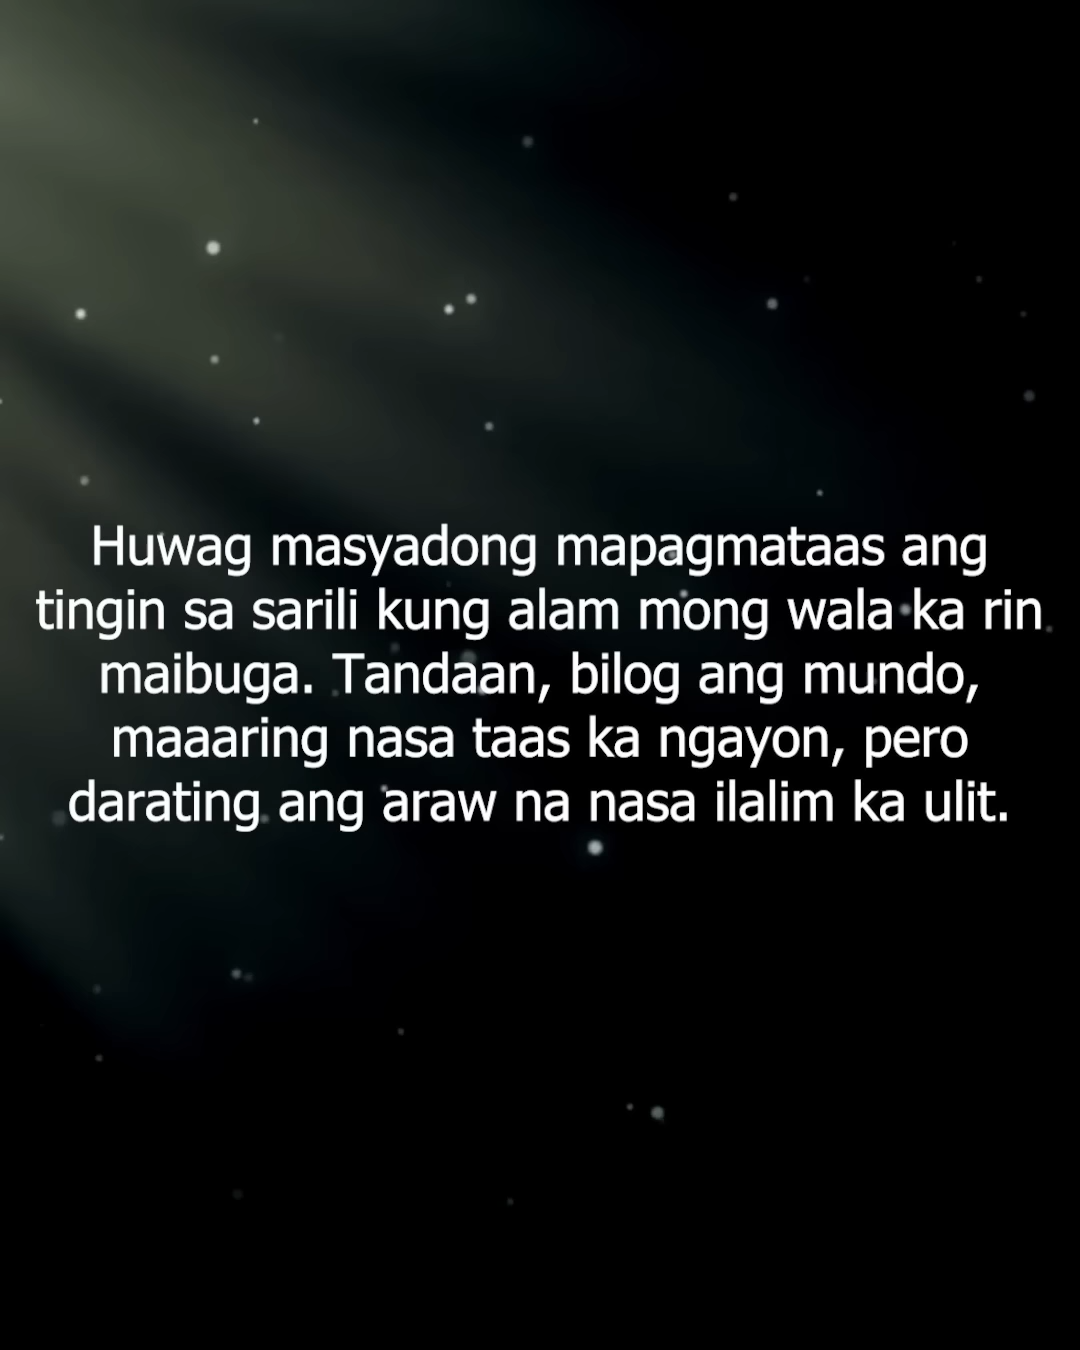 Huwag masyadong mapagmataas ang
tingin sa sarili kung alam mong wala ka rin
maibuga. Tandaan, bilog ang mundo,
maaaring nasa taas ka ngayon, pero
darating ang araw na nasa ilalim ka ulit.